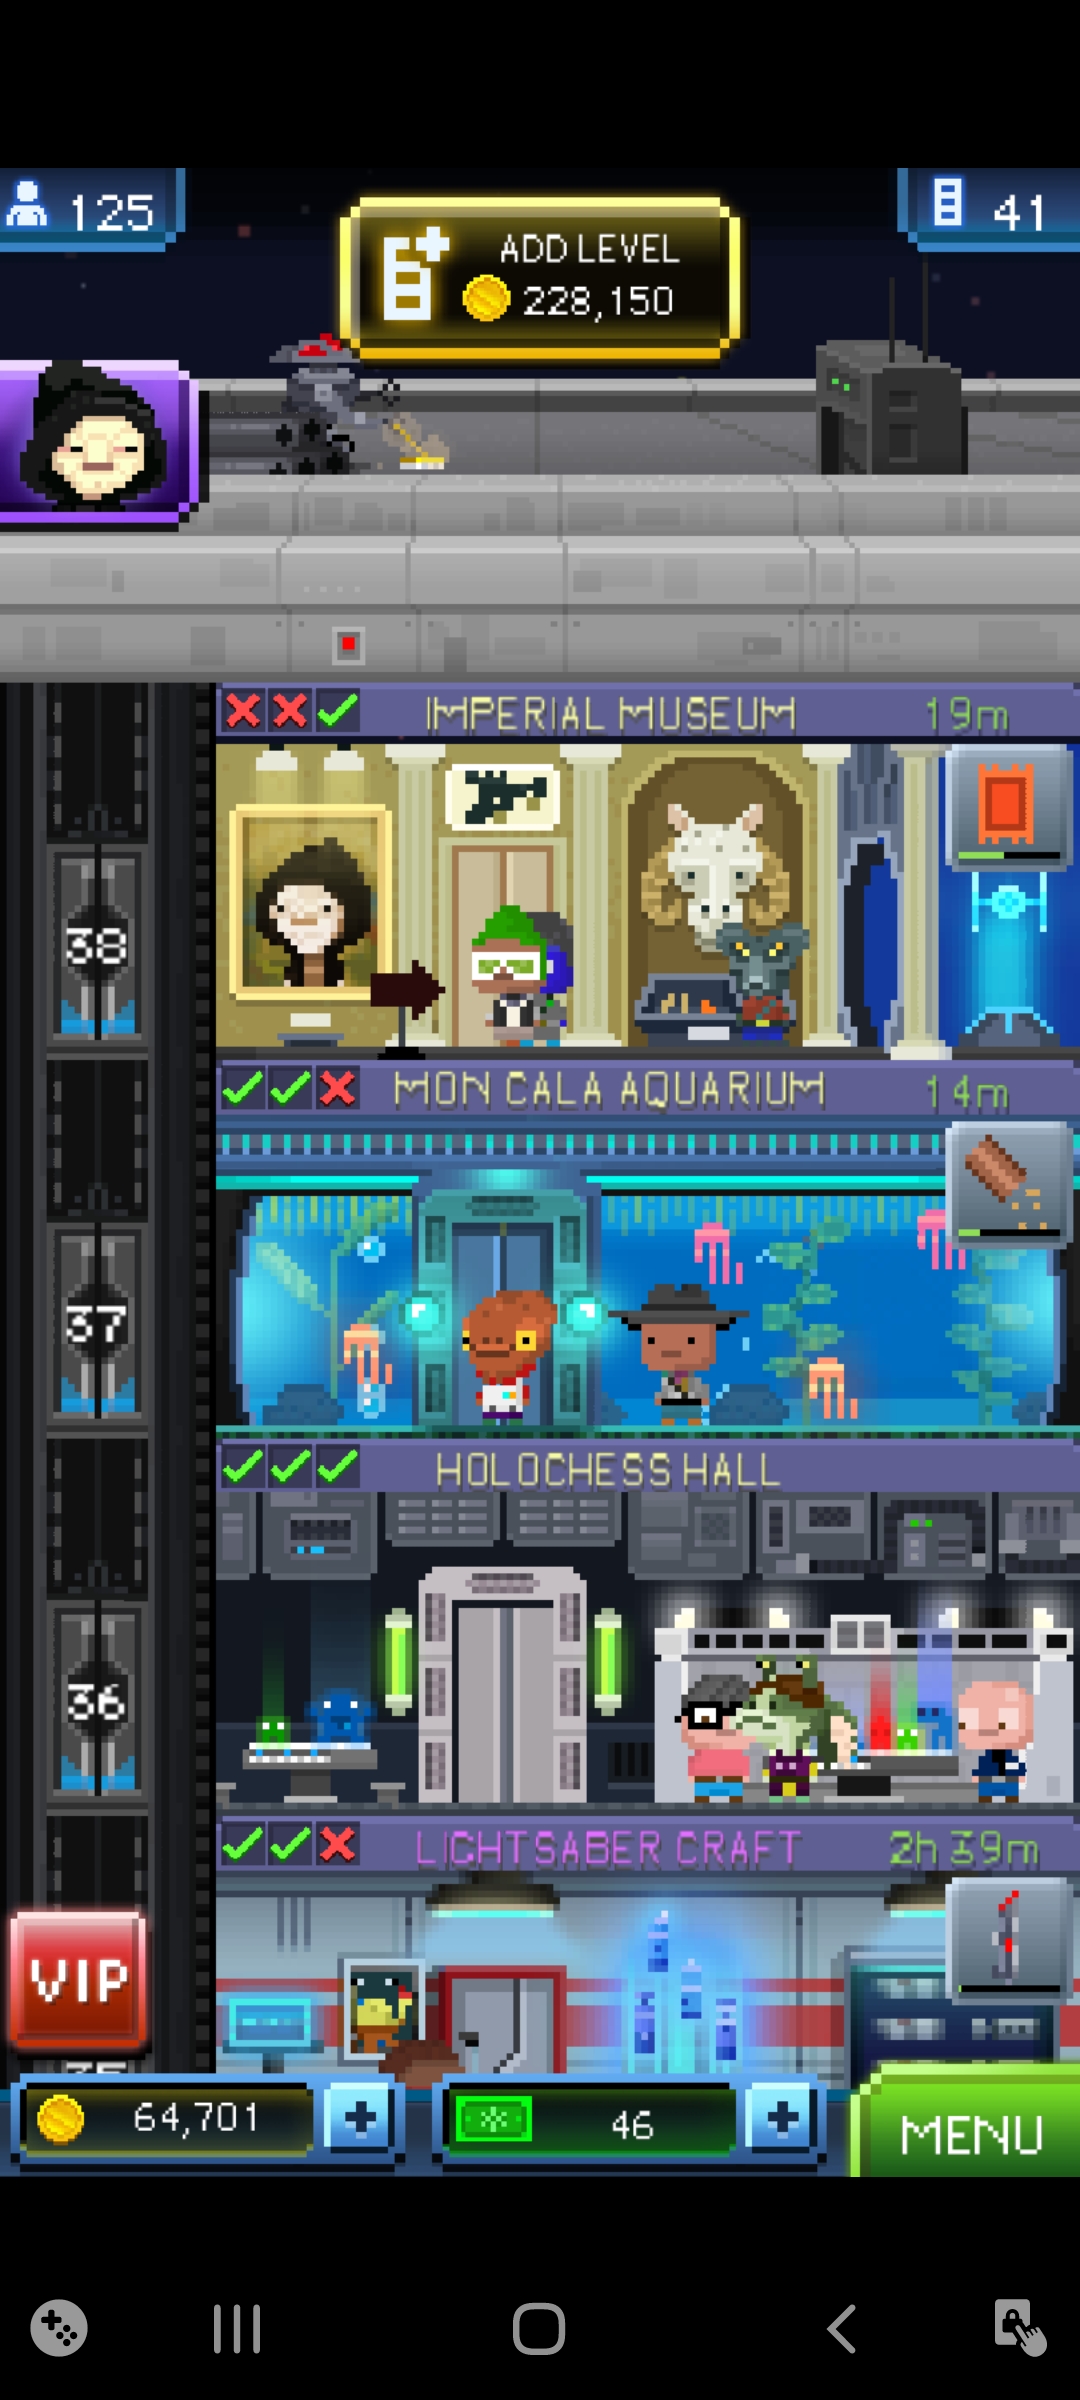 125
ADD LEVEL
228,150
41
IMPERIAL MUSEUM 19m
38
MON CALA AQUARIUM 14m
37
HOLOCHESS HALL
36
LIGHTSABER CRAFT 2h 39m
VIP
35
64,701
46
MENU